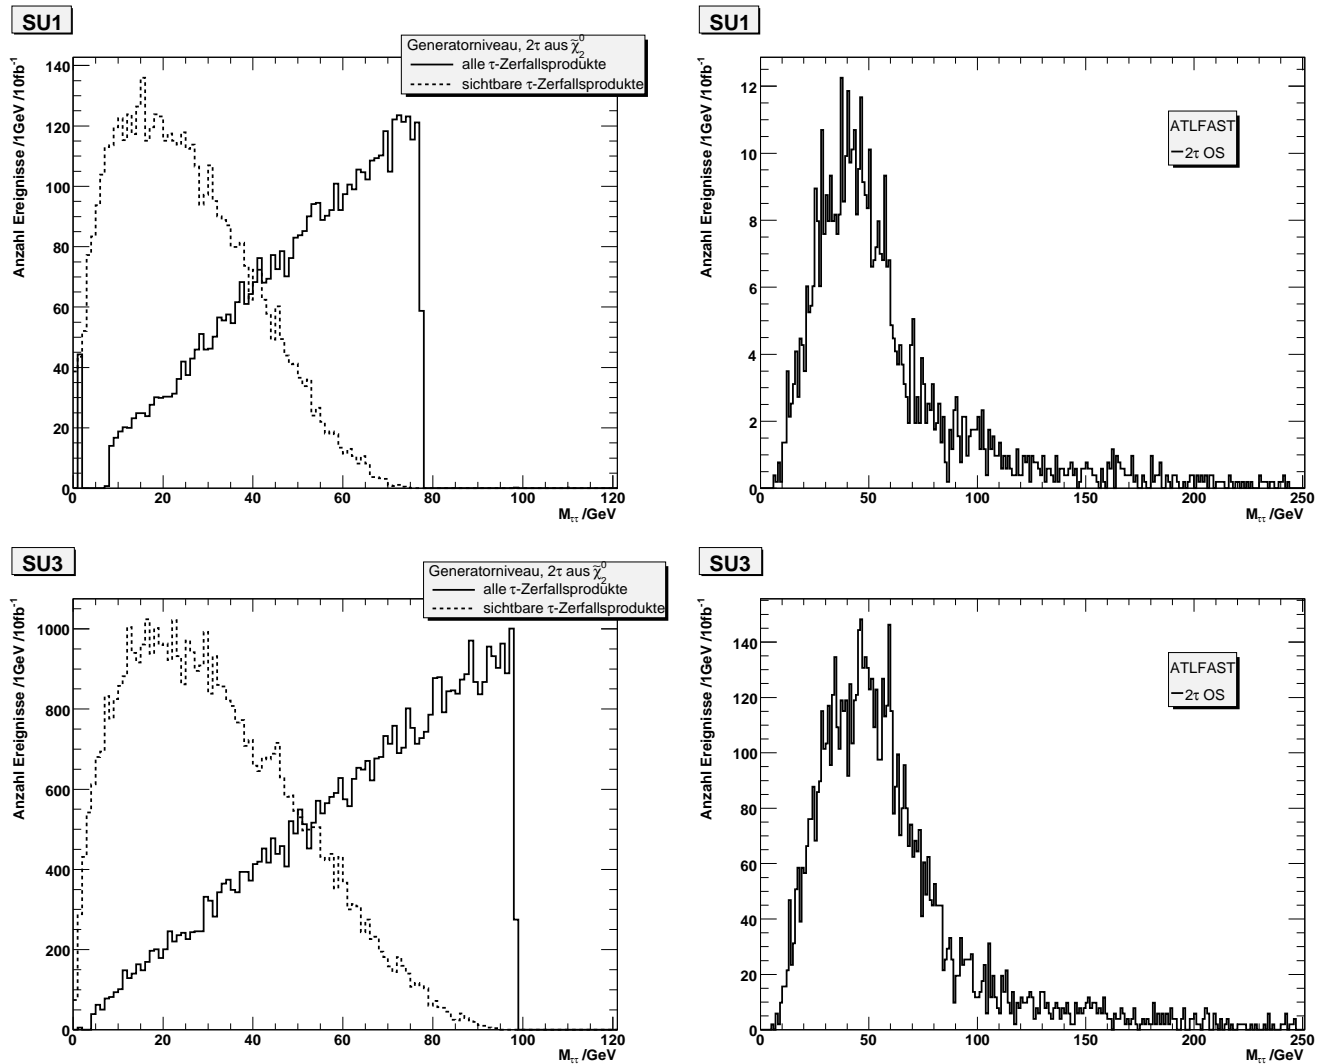 SU1
Generatorniveau, 2τ aus χ̃⁰₂
alle τ-Zerfallsprodukte
sichtbare τ-Zerfallsprodukte
Anzahl Ereignisse /1GeV /10fb⁻¹
140
120
100
80
60
40
20
0
0 20 40 60 80 100 120
M_ττ /GeV
SU1
ATLFAST
2τ OS
Anzahl Ereignisse /1GeV /10fb⁻¹
12
10
8
6
4
2
0
0 50 100 150 200 250
M_ττ /GeV
SU3
Generatorniveau, 2τ aus χ̃⁰₂
alle τ-Zerfallsprodukte
sichtbare τ-Zerfallsprodukte
Anzahl Ereignisse /1GeV /10fb⁻¹
1000
800
600
400
200
0
0 20 40 60 80 100 120
M_ττ /GeV
SU3
ATLFAST
2τ OS
Anzahl Ereignisse /1GeV /10fb⁻¹
140
120
100
80
60
40
20
0
0 50 100 150 200 250
M_ττ /GeV